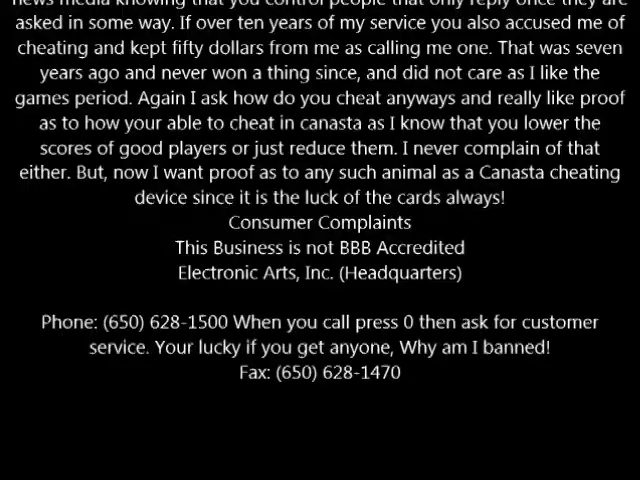 news media knowing that you control people that only reply once they are
asked in some way. If over ten years of my service you also accused me of
cheating and kept fifty dollars from me as calling me one. That was seven
years ago and never won a thing since, and did not care as I like the
games period. Again I ask how do you cheat anyways and really like proof
as to how your able to cheat in canasta as I know that you lower the
scores of good players or just reduce them. I never complain of that
either. But, now I want proof as to any such animal as a Canasta cheating
device since it is the luck of the cards always!
Consumer Complaints
This Business is not BBB Accredited
Electronic Arts, Inc. (Headquarters)
Phone: (650) 628-1500 When you call press 0 then ask for customer
service. Your lucky if you get anyone, Why am I banned!
Fax: (650) 628-1470